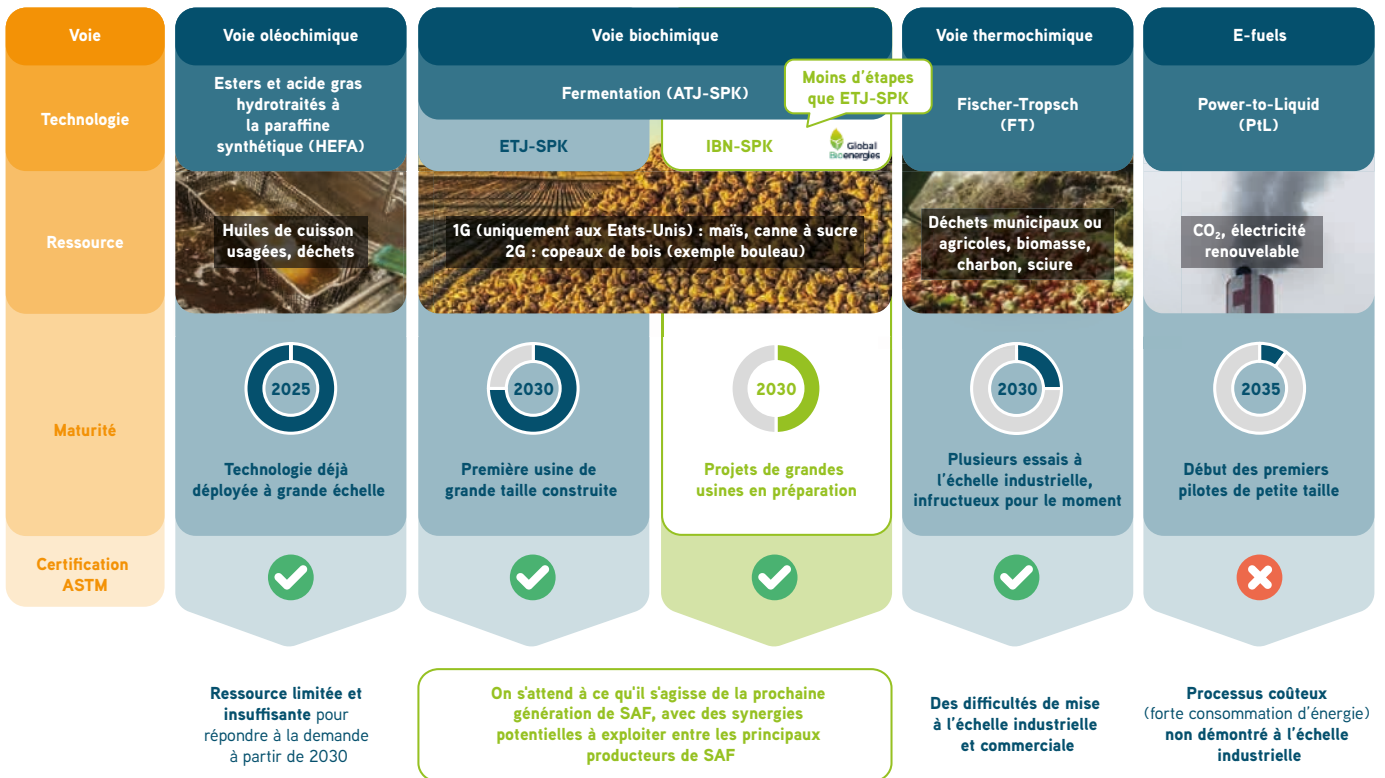 Voie
Voie oléochimique
Voie biochimique
Voie thermochimique
E-fuels
Technologie
Esters et acide gras
hydrotraités à
la paraffine
synthétique (HEFA)
Fermentation (ATJ-SPK)
Moins d'étapes
que ETJ-SPK
ETJ-SPK
IBN-SPK
Global
Bioenergies
Fischer-Tropsch
(FT)
Power-to-Liquid
(PtL)
Ressource
Huiles de cuisson
usagées, déchets
1G (uniquement aux Etats-Unis) : maïs, canne à sucre
2G : copeaux de bois (exemple bouleau)
Déchets municipaux ou
agricoles, biomasse,
charbon, sciure
CO₂, électricité
renouvelable
Maturité
2025
2030
2030
2030
2035
Technologie déjà
déployée à grande échelle
Première usine de
grande taille construite
Projets de grandes
usines en préparation
Plusieurs essais à
l'échelle industrielle,
infructueux pour le moment
Début des premiers
pilotes de petite taille
Certification
ASTM
Ressource limitée et
insuffisante pour
répondre à la demande
à partir de 2030
On s'attend à ce qu'il s'agisse de la prochaine
génération de SAF, avec des synergies
potentielles à exploiter entre les principaux
producteurs de SAF
Des difficultés de mise
à l'échelle industrielle
et commerciale
Processus coûteux
(forte consommation d'énergie)
non démontré à l'échelle
industrielle